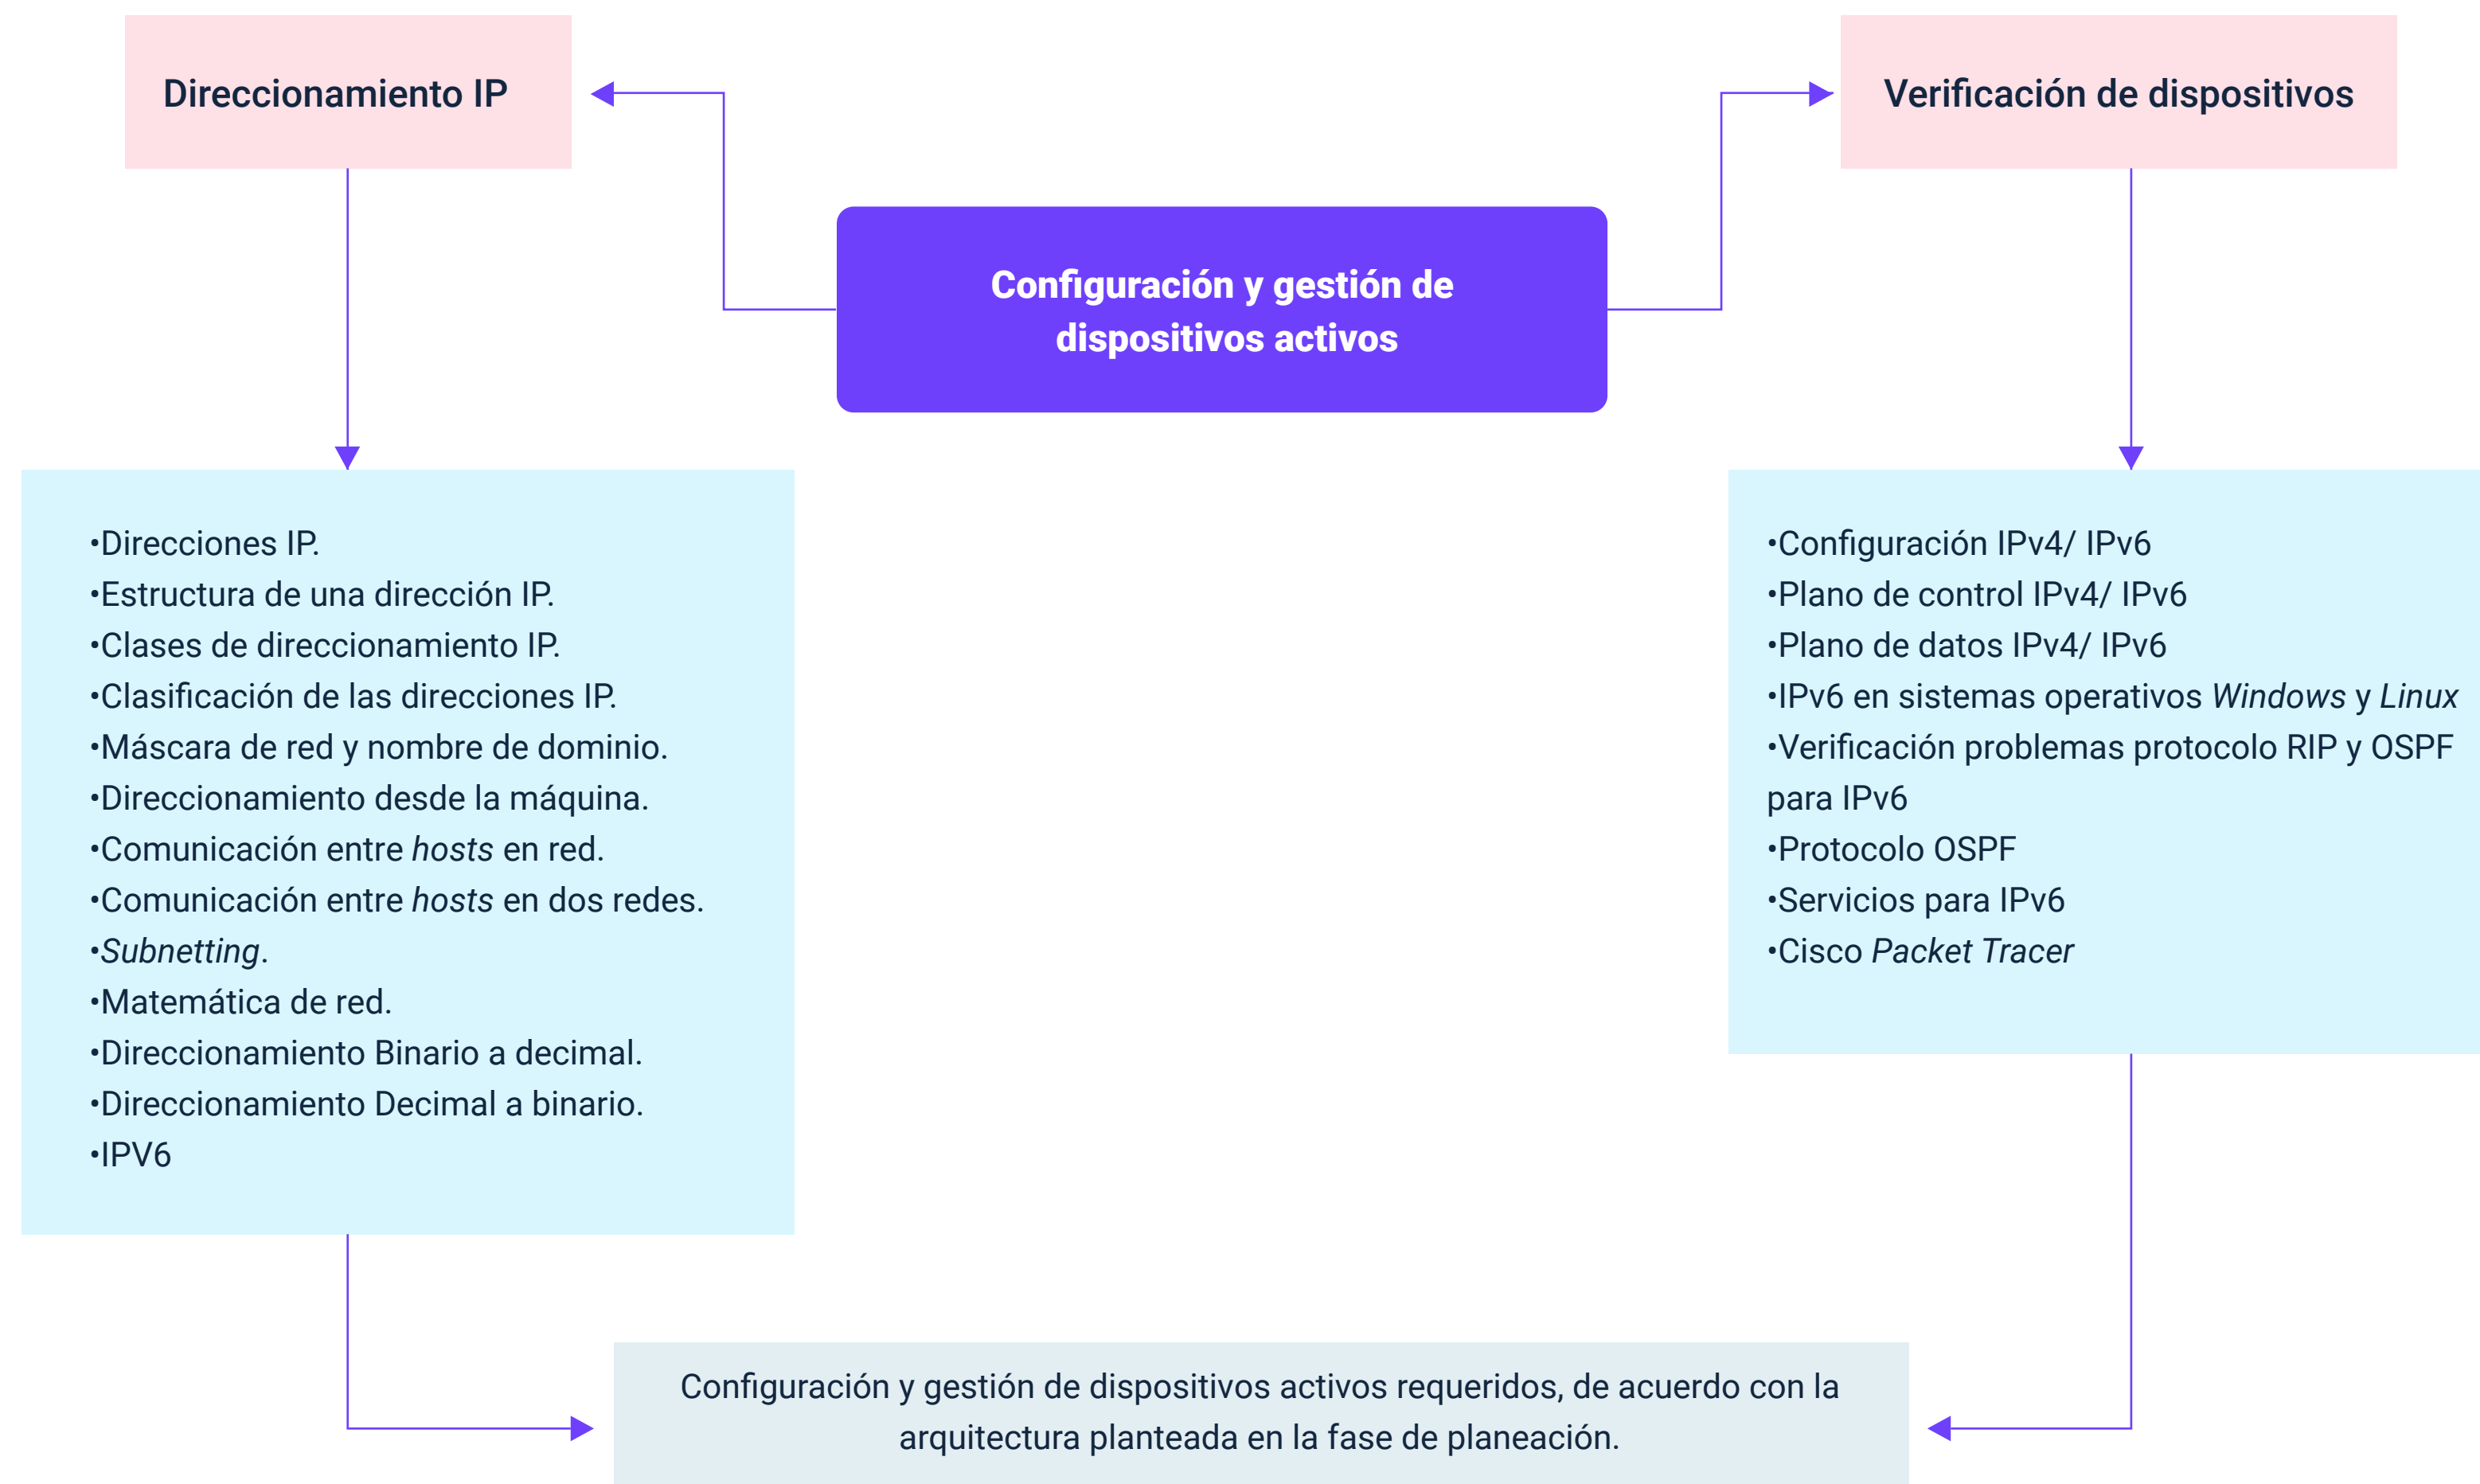 Direccionamiento IP
Verificación de dispositivos
Configuración y gestión de
dispositivos activos
•Direcciones IP.
•Estructura de una dirección IP.
•Clases de direccionamiento IP.
•Clasificación de las direcciones IP.
•Máscara de red y nombre de dominio.
•Direccionamiento desde la máquina.
•Comunicación entre hosts en red.
•Comunicación entre hosts en dos redes.
•Subnetting.
•Matemática de red.
•Direccionamiento Binario a decimal.
•Direccionamiento Decimal a binario.
•IPV6
•Configuración IPv4/ IPv6
•Plano de control IPv4/ IPv6
•Plano de datos IPv4/ IPv6
•IPv6 en sistemas operativos Windows y Linux
•Verificación problemas protocolo RIP y OSPF
para IPv6
•Protocolo OSPF
•Servicios para IPv6
•Cisco Packet Tracer
Configuración y gestión de dispositivos activos requeridos, de acuerdo con la
arquitectura planteada en la fase de planeación.